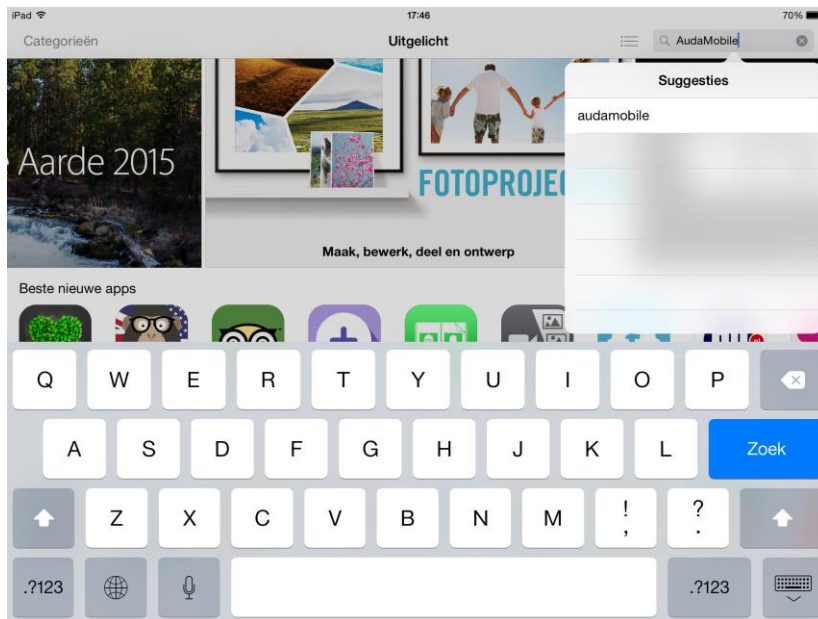 iPad 17:46 70%
Categorieën Uitgelicht AudaMobile
Suggesties
audamobile
Aarde 2015
FOTOPROJE
Maak, bewerk, deel en ontwerp
Beste nieuwe apps
Q W E R T Y U I O P
A S D F G H J K L Zoek
Z X C V B N M ! , ? .
.?123 .?123